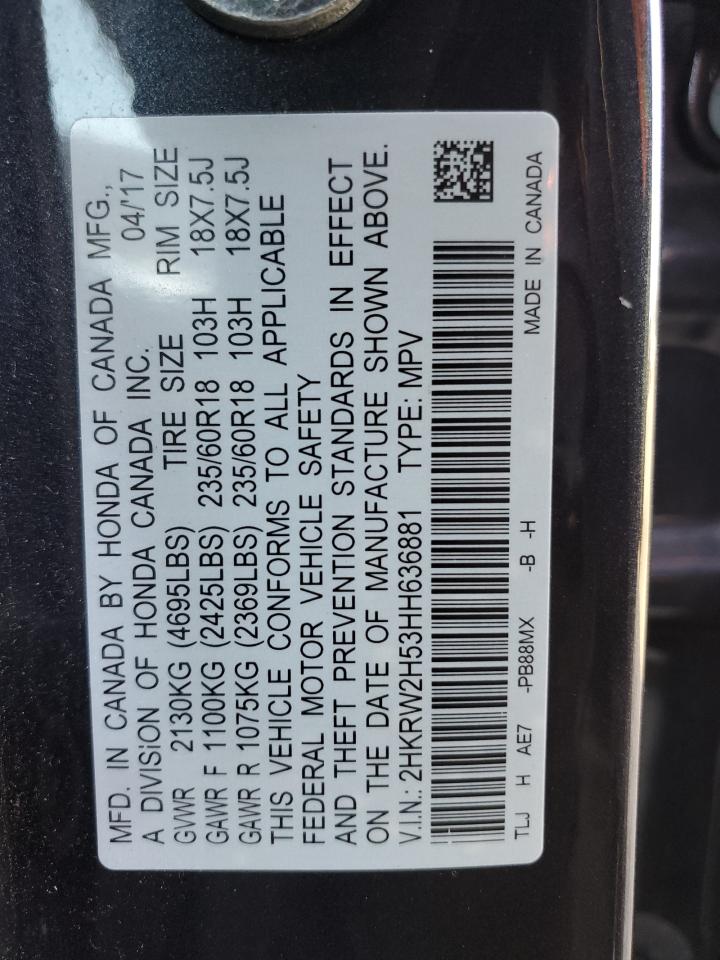 MFD. IN CANADA BY HONDA OF CANADA MFG.,
A DIVISION OF HONDA CANADA INC. 04/'17
GVWR 2130KG (4695LBS) TIRE SIZE RIM SIZE
GAWR F 1100KG (2425LBS) 235/60R18 103H 18X7.5J
GAWR R 1075KG (2369LBS) 235/60R18 103H 18X7.5J
THIS VEHICLE CONFORMS TO ALL APPLICABLE
FEDERAL MOTOR VEHICLE SAFETY
AND THEFT PREVENTION STANDARDS IN EFFECT
ON THE DATE OF MANUFACTURE SHOWN ABOVE.
V.I.N.: 2HKRW2H53HH636881 TYPE: MPV
TLJ H AE7 -PB88MX -B -H MADE IN CANADA